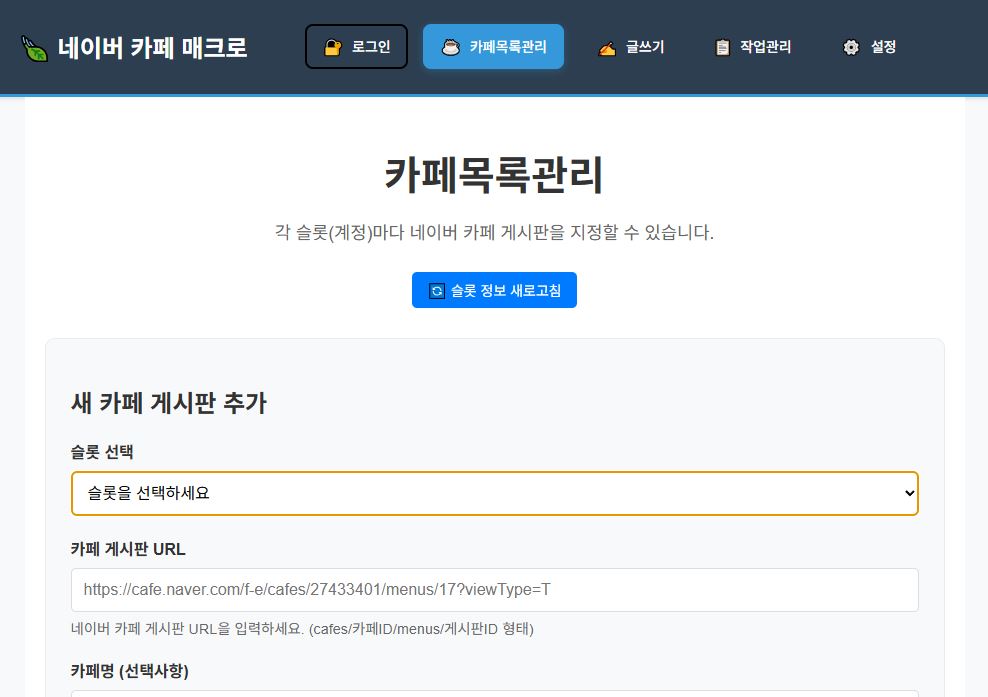 네이버 카페 매크로
로그인
카페목록관리
글쓰기
작업관리
설정
카페목록관리
각 슬롯(계정)마다 네이버 카페 게시판을 지정할 수 있습니다.
슬롯 정보 새로고침
새 카페 게시판 추가
슬롯 선택
슬롯을 선택하세요
카페 게시판 URL
https://cafe.naver.com/f-e/cafes/27433401/menus/17?viewType=T
네이버 카페 게시판 URL을 입력하세요. (cafes/카페ID/menus/게시판ID 형태)
카페명 (선택사항)